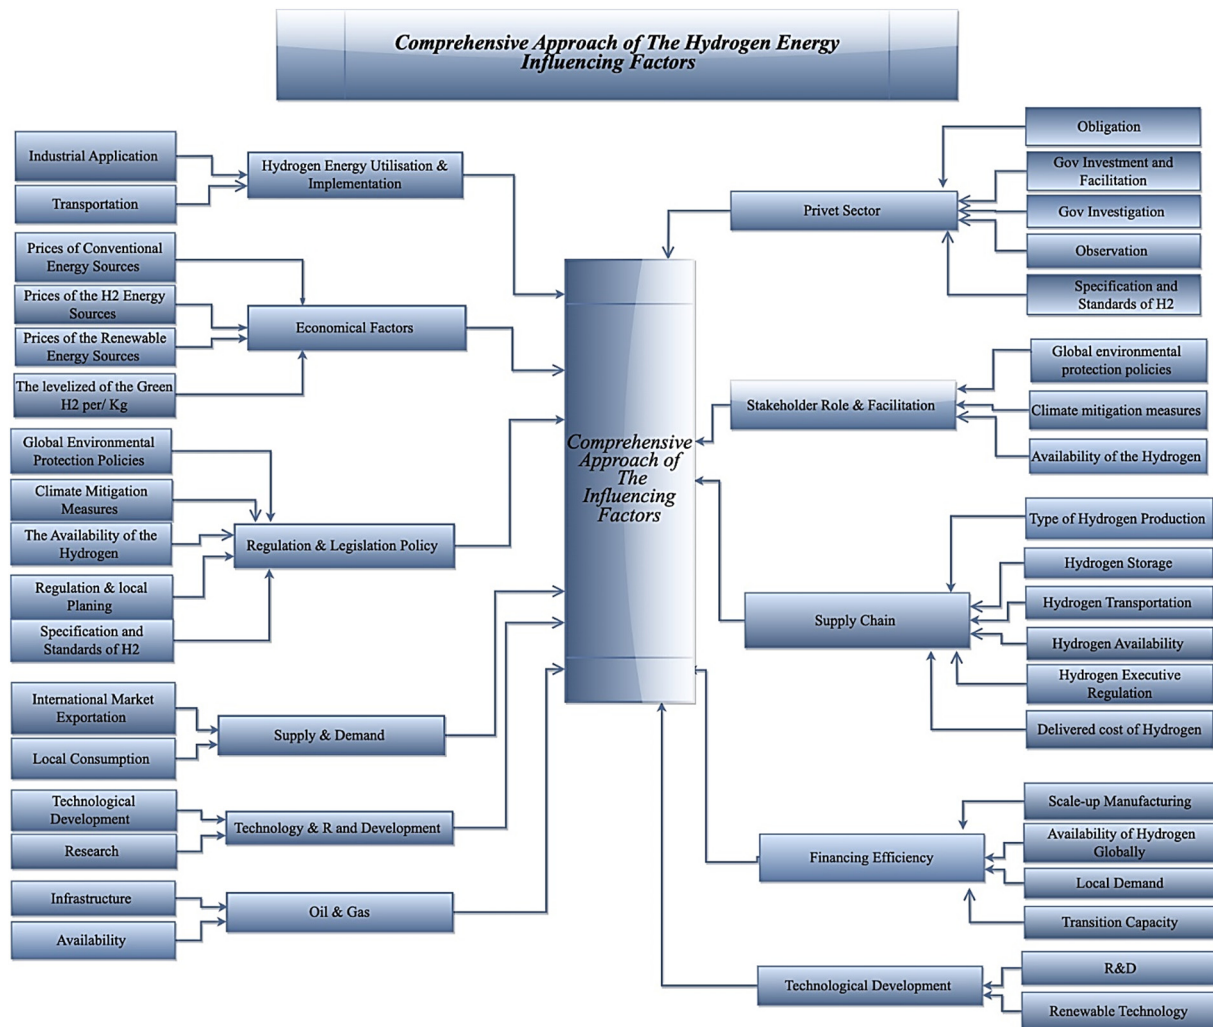 Comprehensive Approach of The Hydrogen Energy
Influencing Factors
Industrial Application
Transportation
Hydrogen Energy Utilisation &
Implementation
Prices of Conventional
Energy Sources
Prices of the H2 Energy
Sources
Prices of the Renewable
Energy Sources
The levelized of the Green
H2 per/ Kg
Economical Factors
Global Environmental
Protection Policies
Climate Mitigation
Measures
The Availability of the
Hydrogen
Regulation & local
Planing
Specification and
Standards of H2
Regulation & Legislation Policy
International Market
Exportation
Local Consumption
Supply & Demand
Technological
Development
Research
Technology & R and Development
Infrastructure
Availability
Oil & Gas
Comprehensive
Approach of
The
Influencing
Factors
Privet Sector
Obligation
Gov Investment and
Facilitation
Gov Investigation
Observation
Specification and
Standards of H2
Stakeholder Role & Facilitation
Global environmental
protection policies
Climate mitigation measures
Availability of the Hydrogen
Supply Chain
Type of Hydrogen Production
Hydrogen Storage
Hydrogen Transportation
Hydrogen Availability
Hydrogen Executive
Regulation
Delivered cost of Hydrogen
Financing Efficiency
Scale-up Manufacturing
Availability of Hydrogen
Globally
Local Demand
Transition Capacity
Technological Development
R&D
Renewable Technology